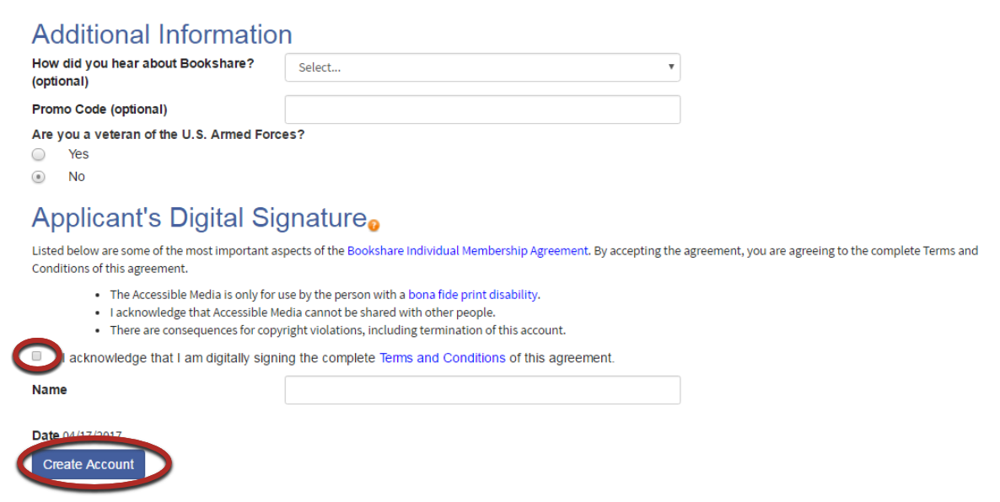 Additional Information
How did you hear about Bookshare?
(optional)
Select...
Promo Code (optional)
Are you a veteran of the U.S. Armed Forces?
Yes
No
Applicant's Digital Signature
?
Listed below are some of the most important aspects of the Bookshare Individual Membership Agreement. By accepting the agreement, you are agreeing to the complete Terms and
Conditions of this agreement.
• The Accessible Media is only for use by the person with a bona fide print disability.
• I acknowledge that Accessible Media cannot be shared with other people.
• There are consequences for copyright violations, including termination of this account.
I acknowledge that I am digitally signing the complete Terms and Conditions of this agreement.
Name
Date 04/17/2017
Create Account